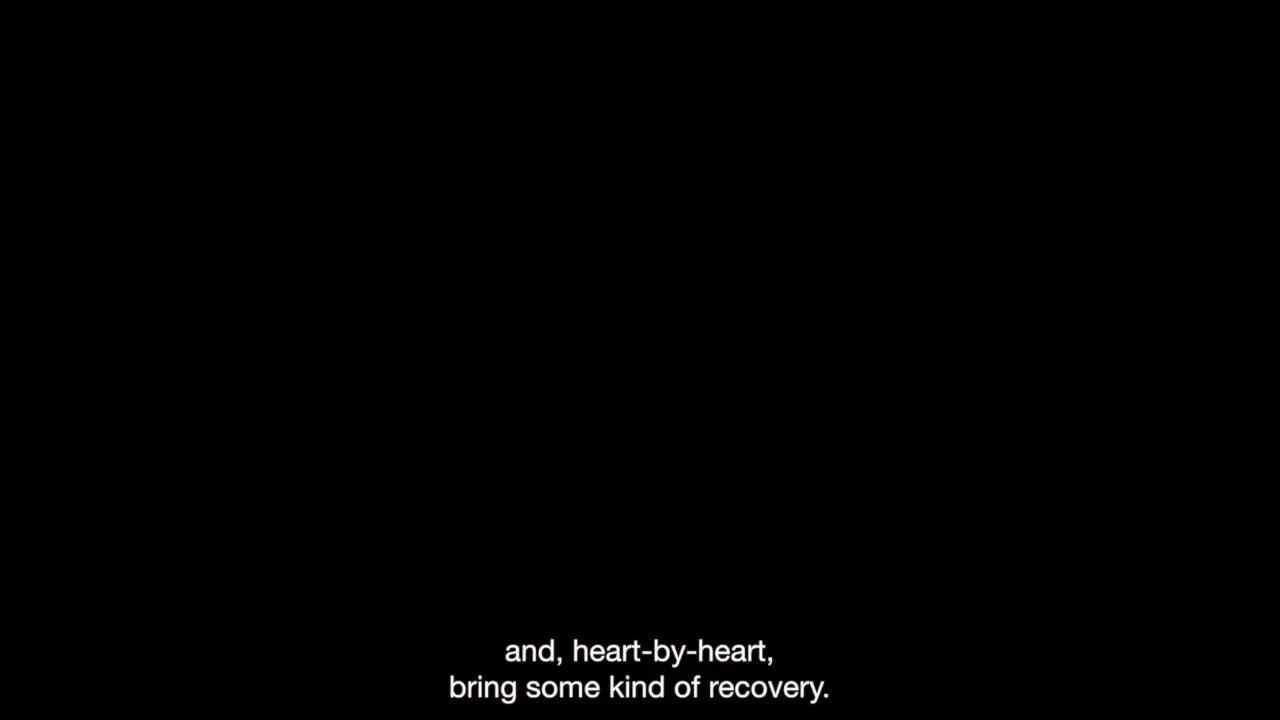 and, heart-by-heart,
bring some kind of recovery.